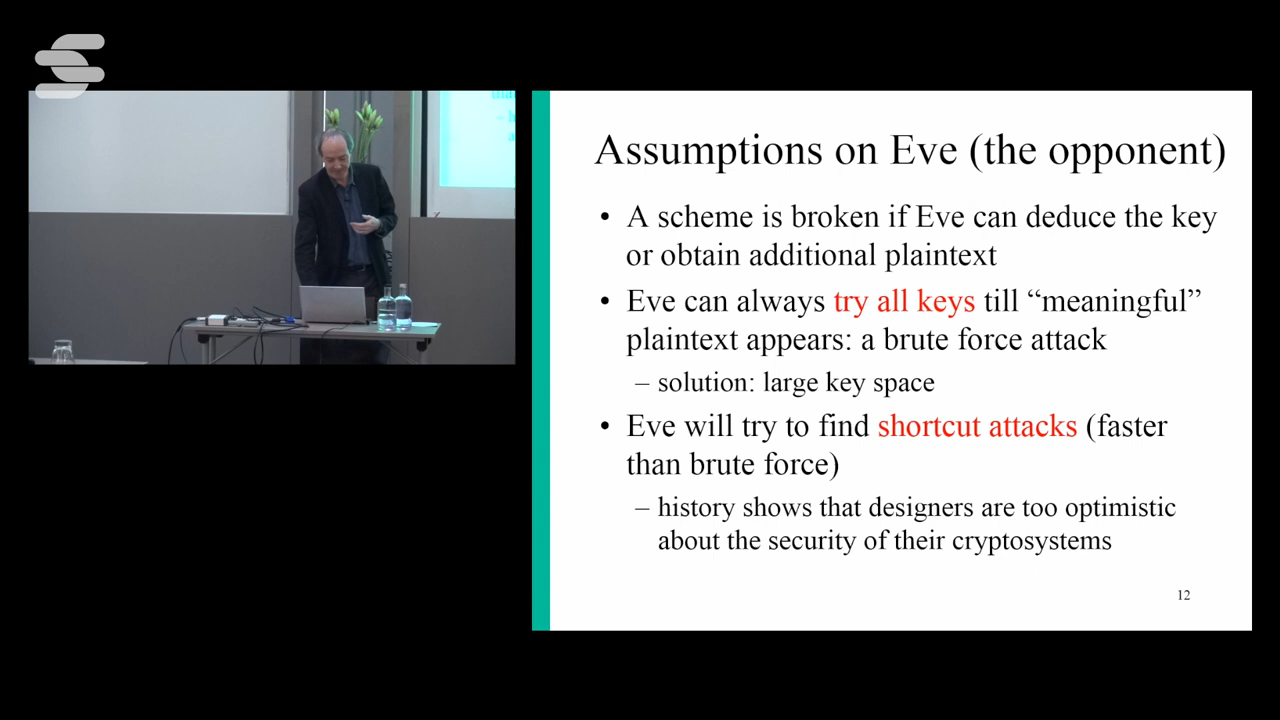 Assumptions on Eve (the opponent)
• A scheme is broken if Eve can deduce the key
or obtain additional plaintext
• Eve can always try all keys till “meaningful”
plaintext appears: a brute force attack
– solution: large key space
• Eve will try to find shortcut attacks (faster
than brute force)
– history shows that designers are too optimistic
about the security of their cryptosystems
12